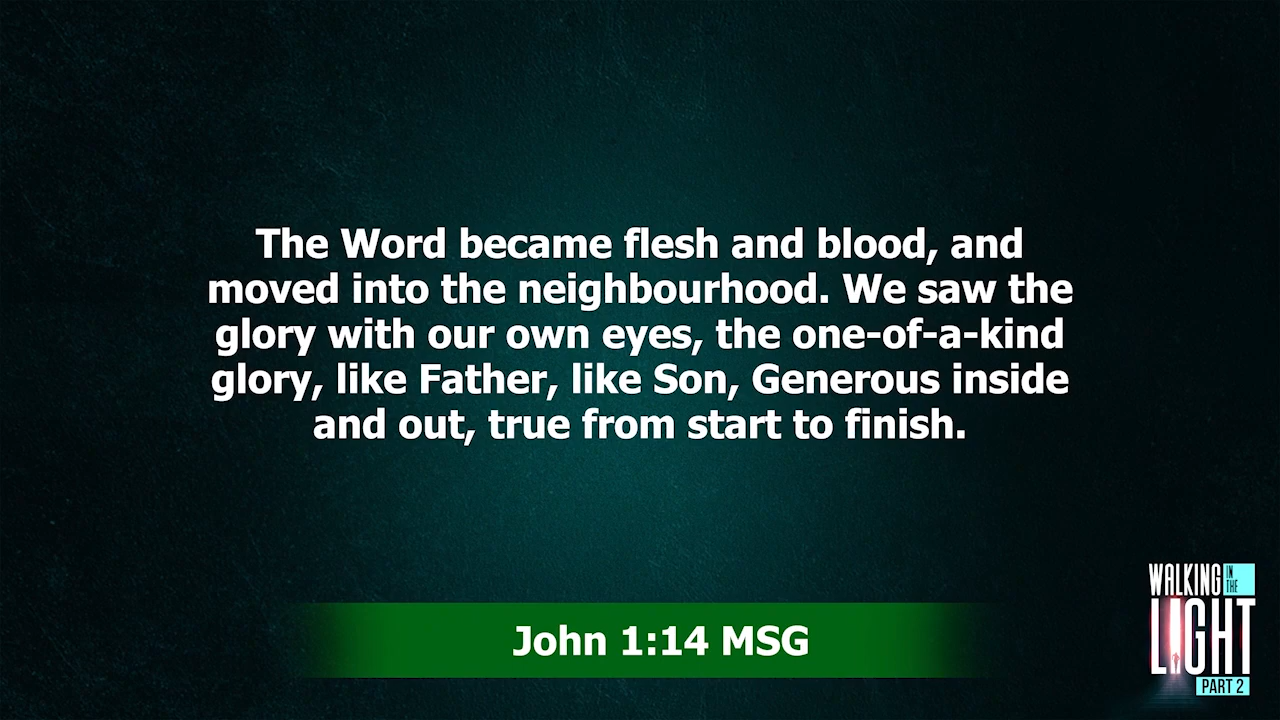 The Word became flesh and blood, and
moved into the neighbourhood. We saw the
glory with our own eyes, the one-of-a-kind
glory, like Father, like Son, Generous inside
and out, true from start to finish.
John 1:14 MSG
WALKING IN THE
LIGHT
PART 2